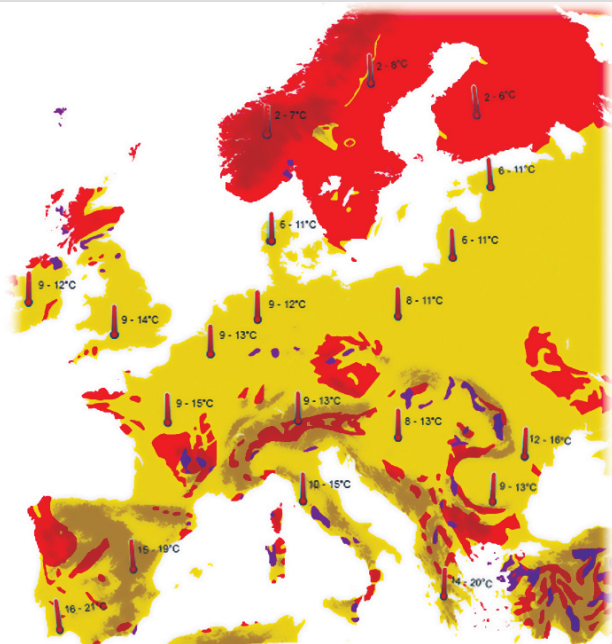 2 - 8°C
2 - 6°C
2 - 7°C
6 - 11°C
6 - 11°C
6 - 11°C
9 - 12°C
9 - 12°C
8 - 11°C
9 - 14°C
9 - 13°C
9 - 15°C
9 - 13°C
8 - 13°C
12 - 16°C
10 - 15°C
9 - 13°C
15 - 19°C
14 - 20°C
16 - 21°C